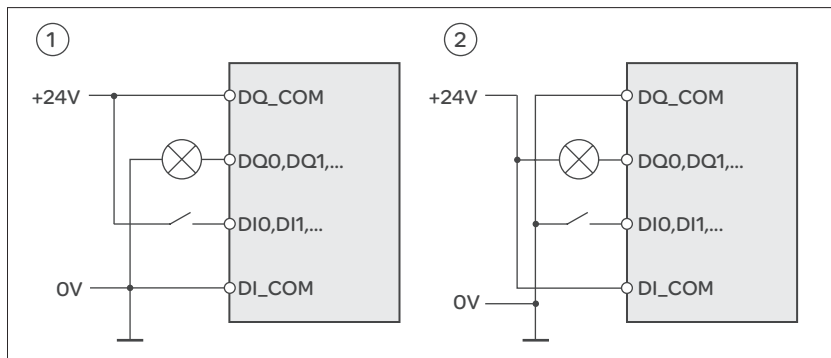 1
+24V
DQ_COM
DQ0,DQ1,...
DI0,DI1,...
0V
DI_COM
2
+24V
DQ_COM
DQ0,DQ1,...
DI0,DI1,...
DI_COM
0V